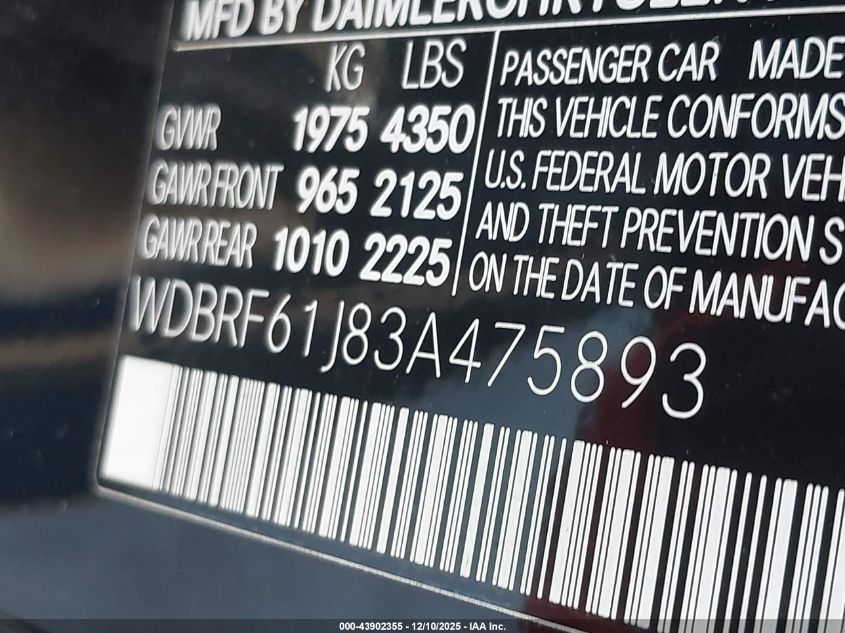 MFD BY DAIMLERCHRYSLER
KG LBS
GVWR 1975 4350
GAWR FRONT 965 2125
GAWR REAR 1010 2225
PASSENGER CAR MADE
THIS VEHICLE CONFORMS
U.S. FEDERAL MOTOR VEH
AND THEFT PREVENTION S
ON THE DATE OF MANUFAC
WDBRF61J83A475893
000-43902355 - 12/10/2025 - IAA Inc.